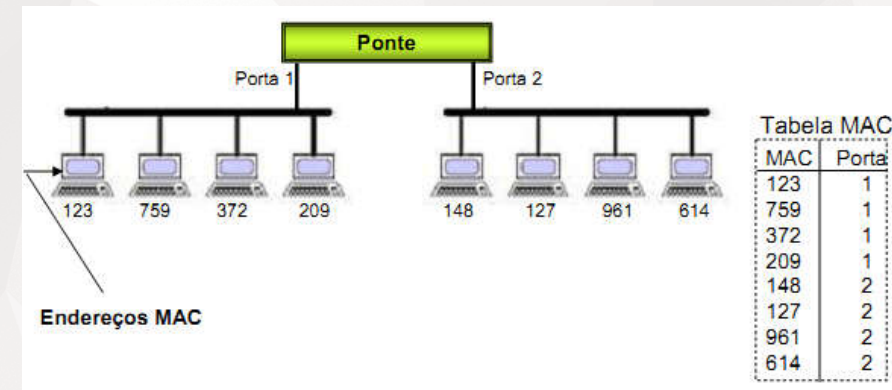 Ponte
Porta 1
Porta 2
123 759 372 209 148 127 961 614
Endereços MAC
Tabela MAC
MAC Porta
123 1
759 1
372 1
209 1
148 2
127 2
961 2
614 2